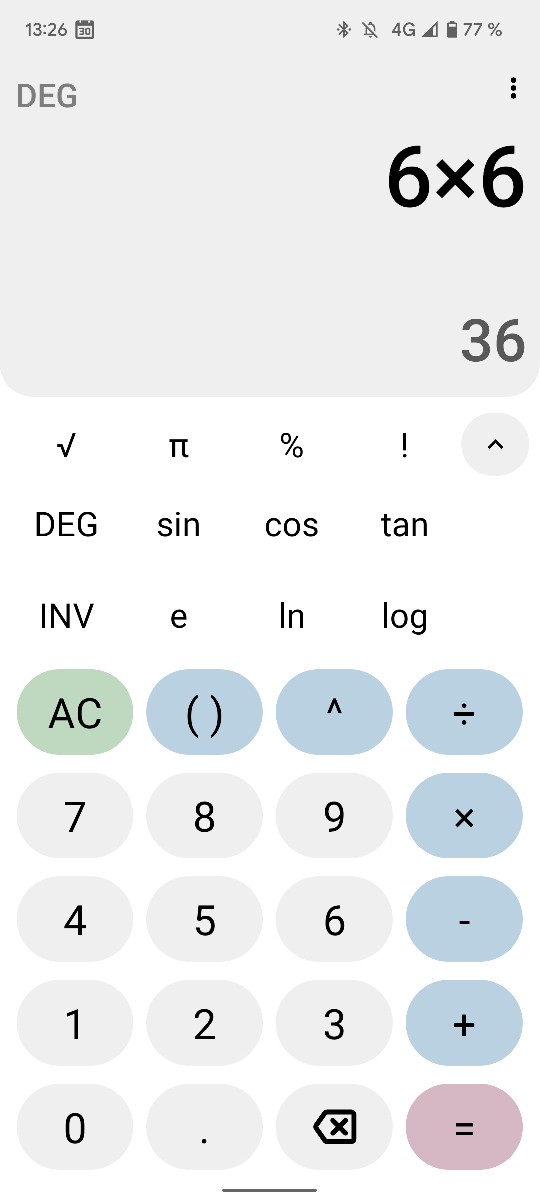 13:26 30 4G 77 %
DEG
6×6
36
√ π % !
DEG sin cos tan
INV e ln log
AC ( ) ^ ÷
7 8 9 ×
4 5 6 -
1 2 3 +
0 . =